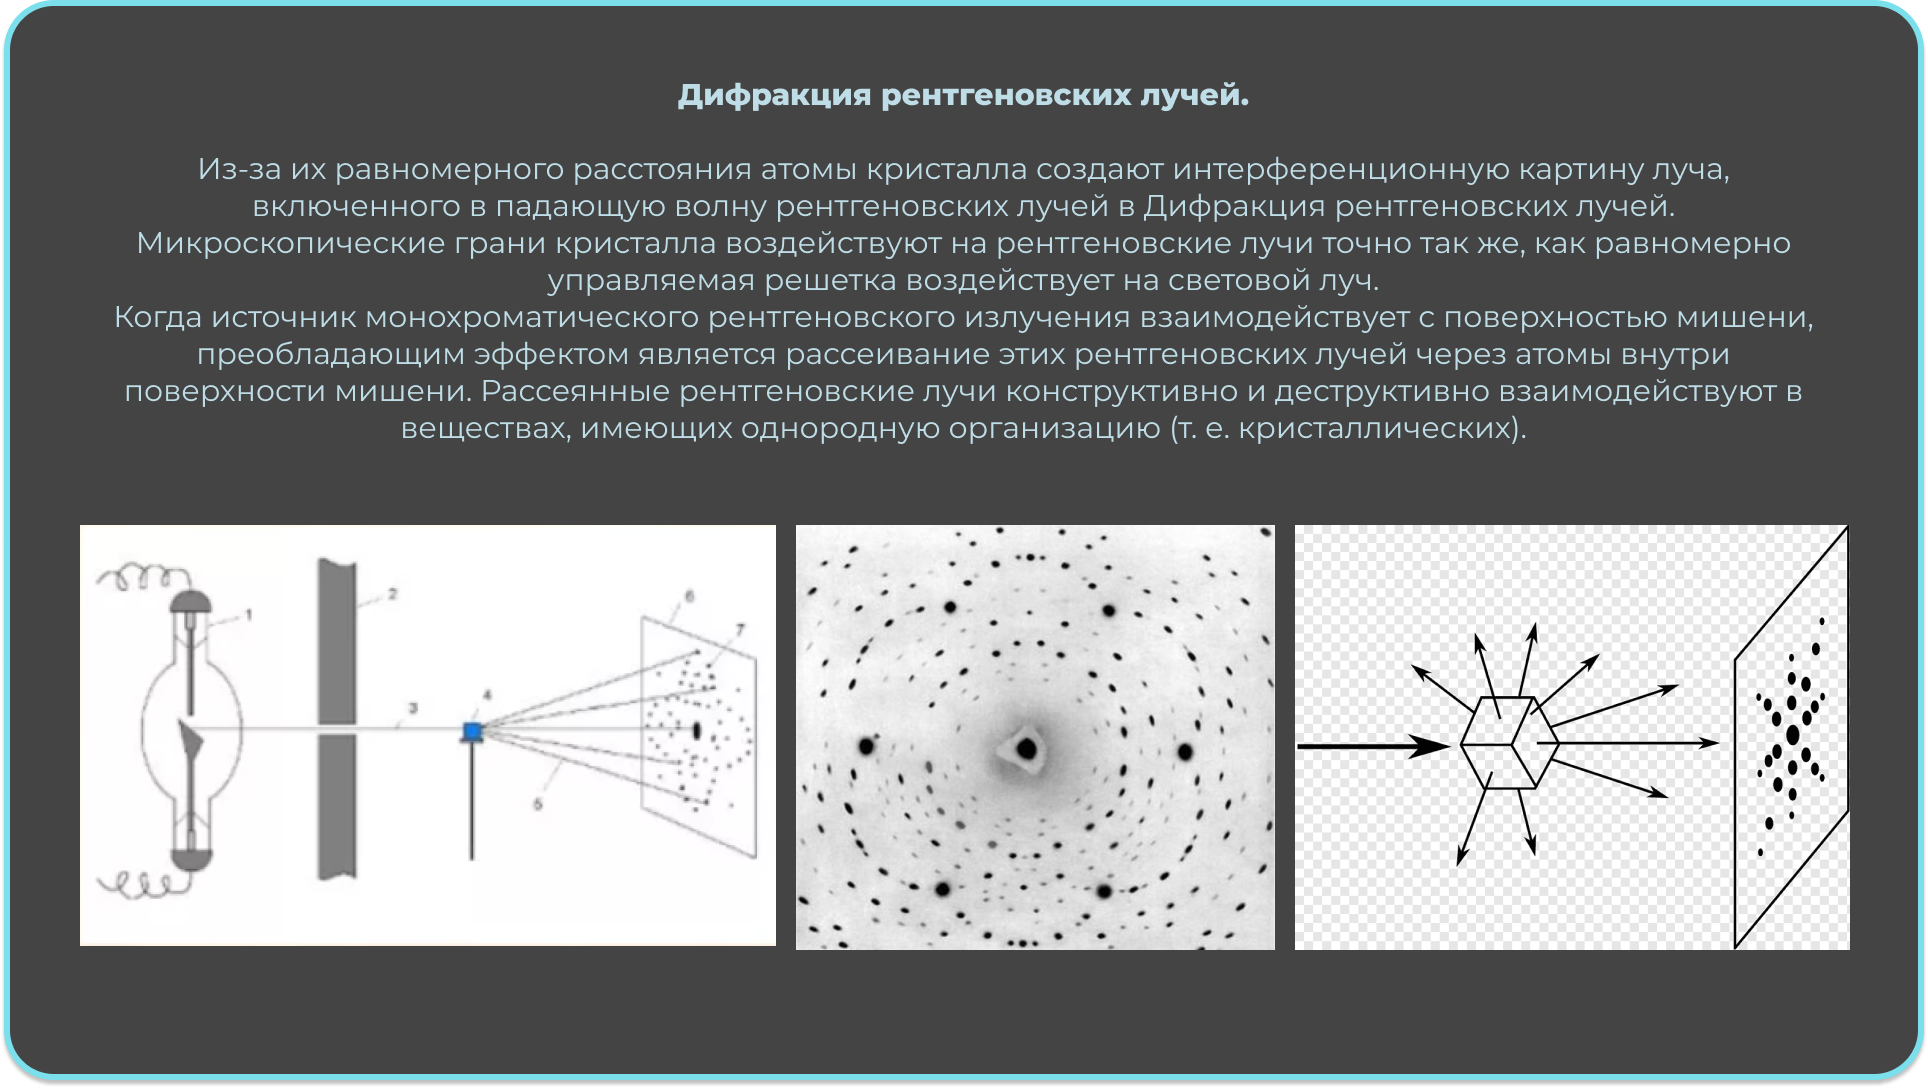 Дифракция рентгеновских лучей.
Из-за их равномерного расстояния атомы кристалла создают интерференционную картину луча,
включенного в падающую волну рентгеновских лучей в Дифракция рентгеновских лучей.
Микроскопические грани кристалла воздействуют на рентгеновские лучи точно так же, как равномерно
управляемая решетка воздействует на световой луч.
Когда источник монохроматического рентгеновского излучения взаимодействует с поверхностью мишени,
преобладающим эффектом является рассеивание этих рентгеновских лучей через атомы внутри
поверхности мишени. Рассеянные рентгеновские лучи конструктивно и деструктивно взаимодействуют в
веществах, имеющих однородную организацию (т. е. кристаллических).
1
2
3
4
5
6
7